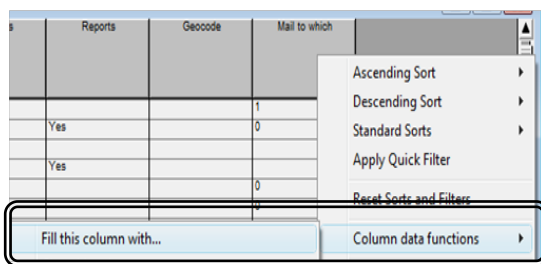 s Reports Geocode Mail to which
Ascending Sort
1 Descending Sort
Yes 0 Standard Sorts
Yes Apply Quick Filter
0 Reset Sorts and Filters
0
Fill this column with... Column data functions